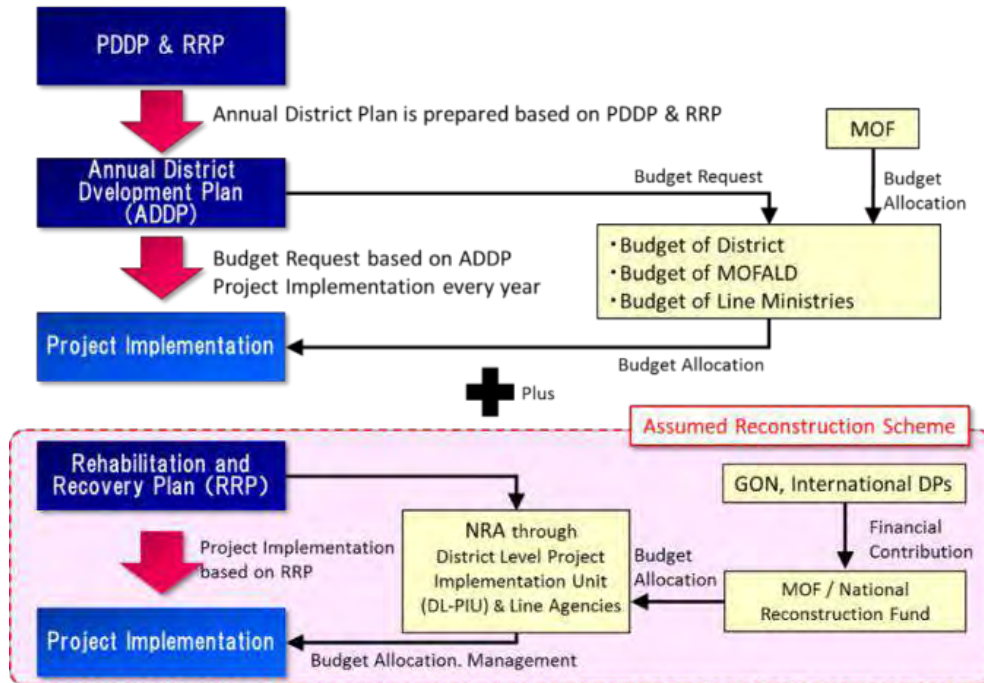 PDDP & RRP
Annual District Plan is prepared based on PDDP & RRP
MOF
Annual District
Dvelopment Plan
(ADDP)
Budget Request
Budget
Allocation
Budget Request based on ADDP
Project Implementation every year
・Budget of District
・Budget of MOFALD
・Budget of Line Ministries
Project Implementation
Budget Allocation
Plus
Assumed Reconstruction Scheme
Rehabilitation and
Recovery Plan (RRP)
GON, International DPs
NRA through
District Level Project
Implementation Unit
(DL-PIU) & Line Agencies
Financial
Contribution
Project Implementation
based on RRP
Budget
Allocation
MOF / National
Reconstruction Fund
Project Implementation
Budget Allocation. Management